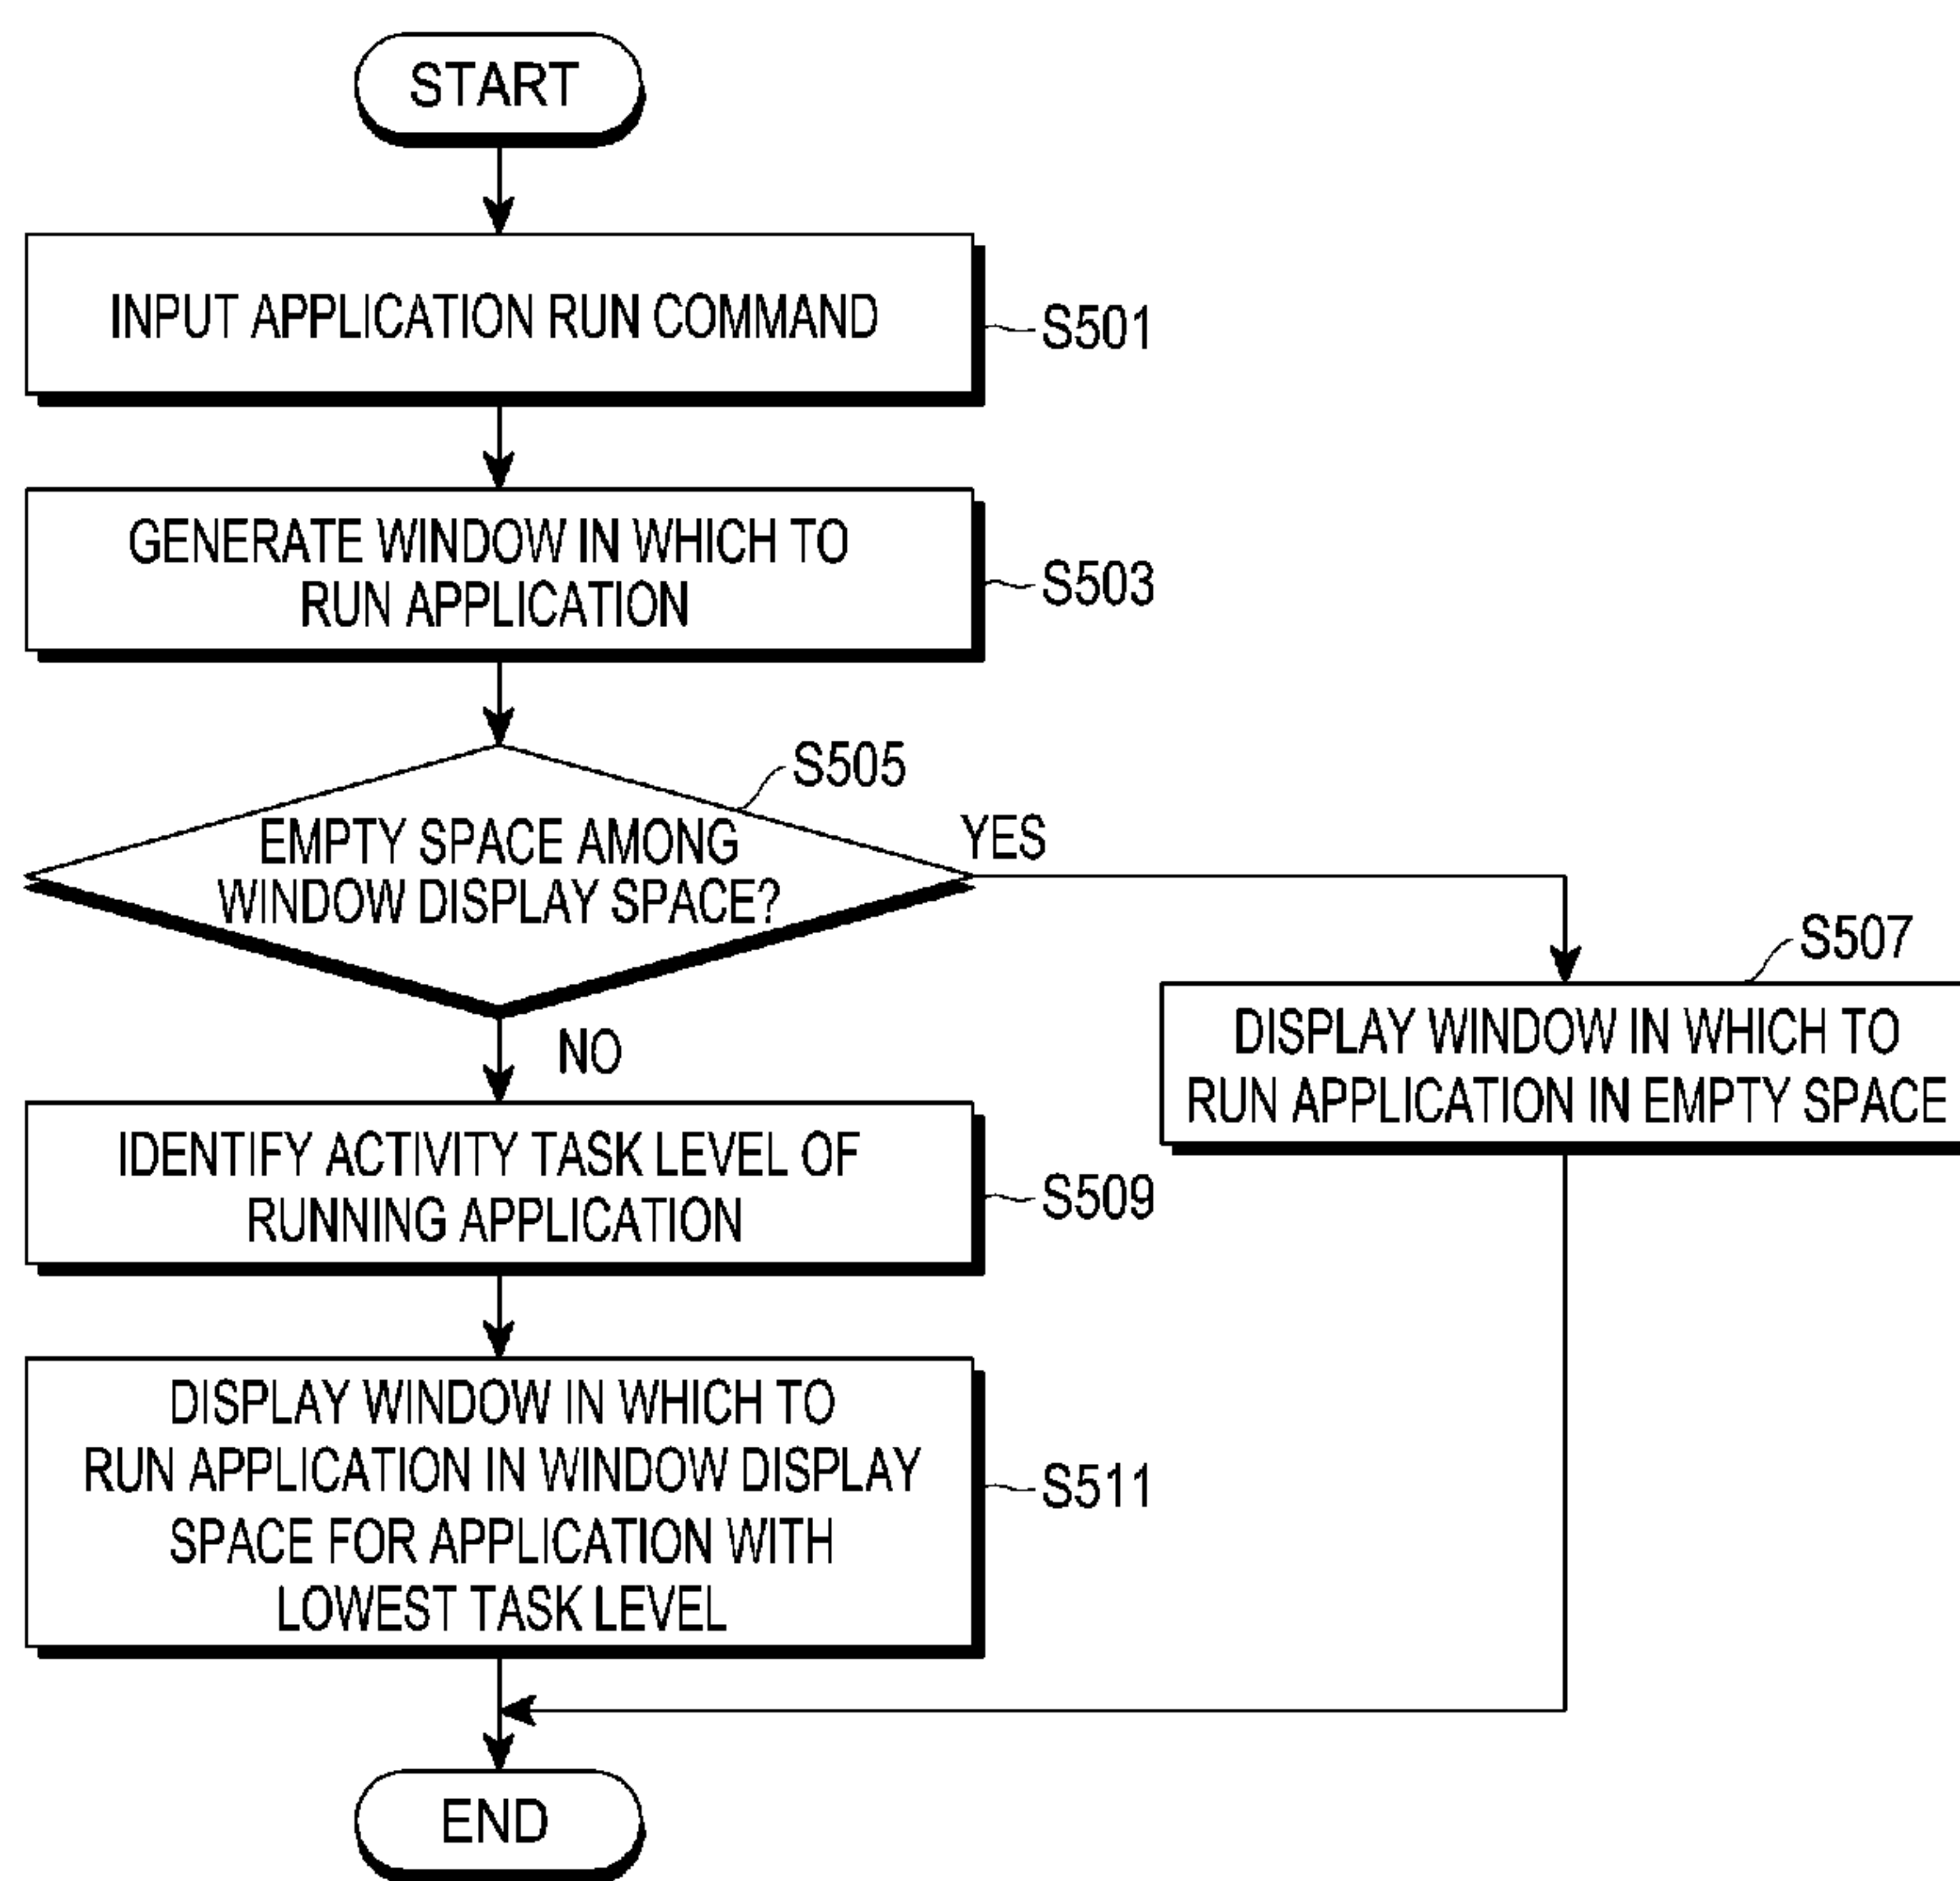 START
INPUT APPLICATION RUN COMMAND
S501
GENERATE WINDOW IN WHICH TO
RUN APPLICATION
S503
S505
EMPTY SPACE AMONG
WINDOW DISPLAY SPACE?
YES
NO
S507
DISPLAY WINDOW IN WHICH TO
RUN APPLICATION IN EMPTY SPACE
IDENTIFY ACTIVITY TASK LEVEL OF
RUNNING APPLICATION
S509
DISPLAY WINDOW IN WHICH TO
RUN APPLICATION IN WINDOW DISPLAY
SPACE FOR APPLICATION WITH
LOWEST TASK LEVEL
S511
END